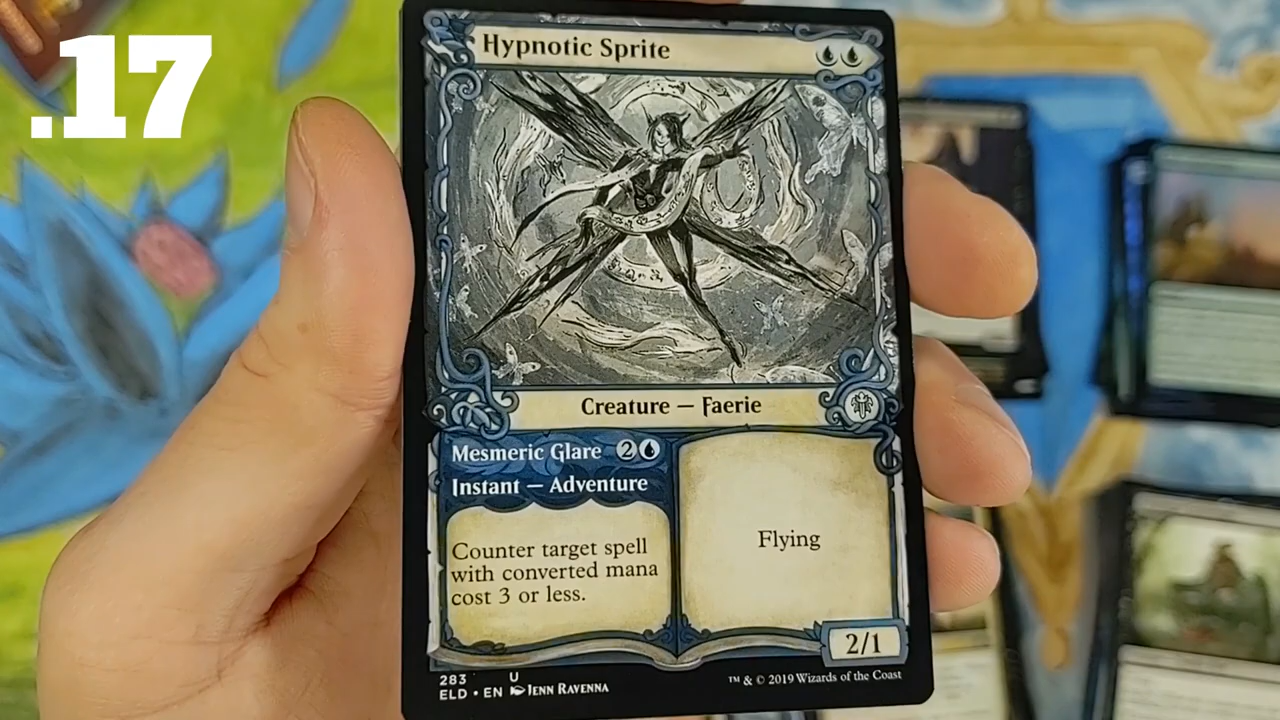 .17
Hypnotic Sprite
Creature — Faerie
Mesmeric Glare 2
Instant — Adventure
Counter target spell
with converted mana
cost 3 or less.
Flying
2/1
283 U
ELD • EN Jenn Ravenna
™ & © 2019 Wizards of the Coast